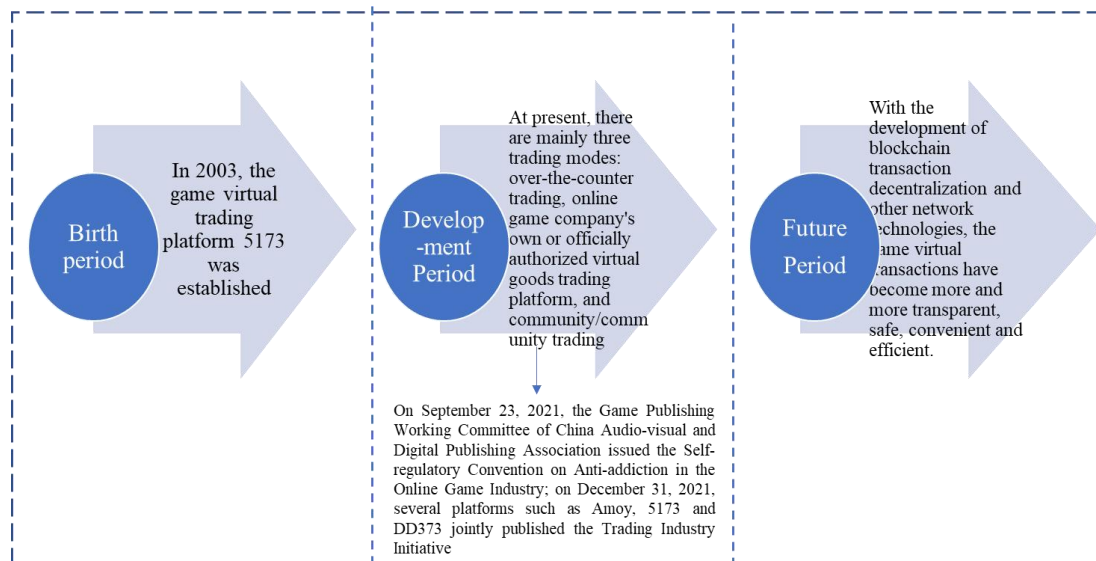 Birth
period
In 2003, the
game virtual
trading
platform 5173
was
established
Develop
-ment
Period
At present, there
are mainly three
trading modes:
over-the-counter
trading, online
game company's
own or officially
authorized virtual
goods trading
platform, and
community/comm
unity trading
On September 23, 2021, the Game Publishing
Working Committee of China Audio-visual and
Digital Publishing Association issued the Self-
regulatory Convention on Anti-addiction in the
Online Game Industry; on December 31, 2021,
several platforms such as Amoy, 5173 and
DD373 jointly published the Trading Industry
Initiative
Future
Period
With the
development of
blockchain
transaction
decentralization and
other network
technologies, the
game virtual
transactions have
become more and
more transparent,
safe, convenient and
efficient.